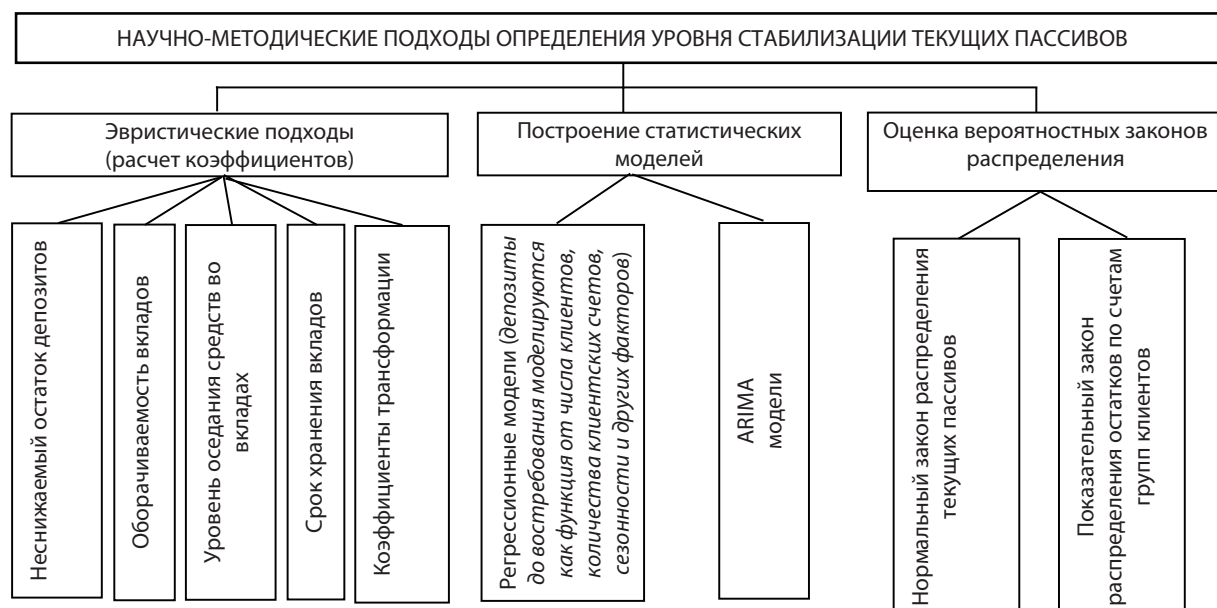 НАУЧНО-МЕТОДИЧЕСКИЕ ПОДХОДЫ ОПРЕДЕЛЕНИЯ УРОВНЯ СТАБИЛИЗАЦИИ ТЕКУЩИХ ПАССИВОВ
Эвристические подходы
(расчет коэффициентов)
Построение статистических
моделей
Оценка вероятностных законов
распределения
Неснижаемый остаток депозитов
Оборачиваемость вкладов
Уровень оседания средств во
вкладах
Срок хранения вкладов
Коэффициенты трансформации
Регрессионные модели (депозиты
до востребования моделируются
как функция от числа клиентов,
количества клиентских счетов,
сезонности и других факторов)
ARIMA
модели
Нормальный закон распределения
текущих пассивов
Показательный закон
распределения остатков по счетам
групп клиентов